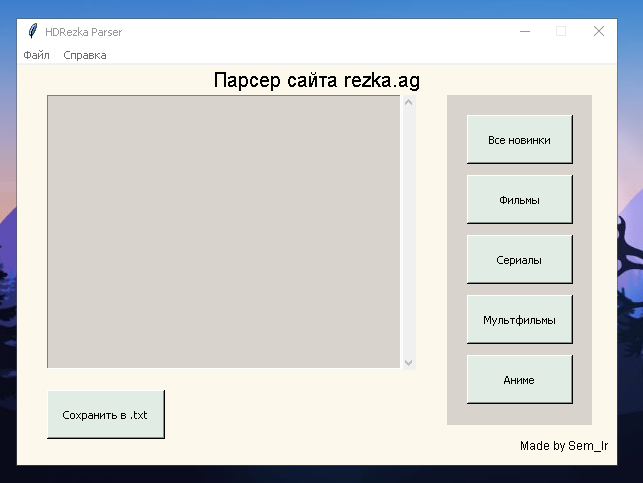 HDRezka Parser
Файл Справка
Парсер сайта rezka.ag
Все новинки
Фильмы
Сериалы
Мультфильмы
Аниме
Сохранить в .txt
Made by Sem_Ir